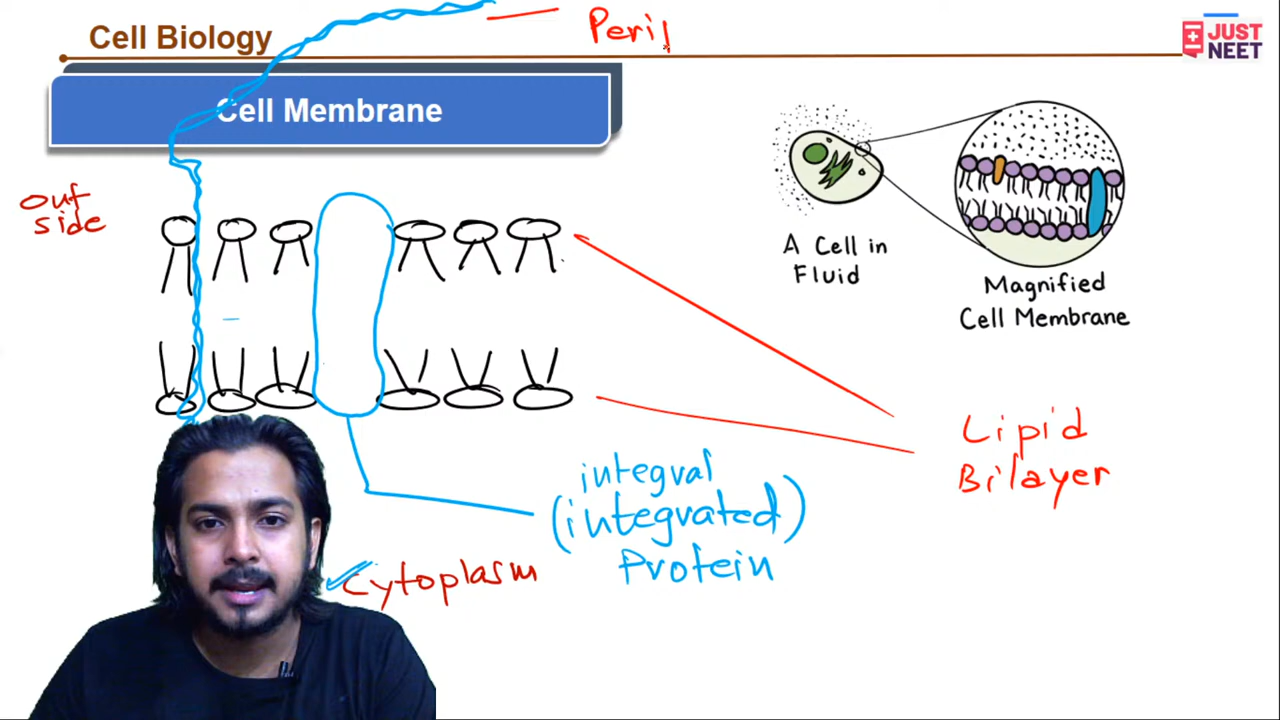 Perip
Cell Biology
JUST
NEET
Cell Membrane
Out
side
A Cell in
Fluid
Magnified
Cell Membrane
Lipid
Bilayer
integral
(integrated)
Protein
Cytoplasm